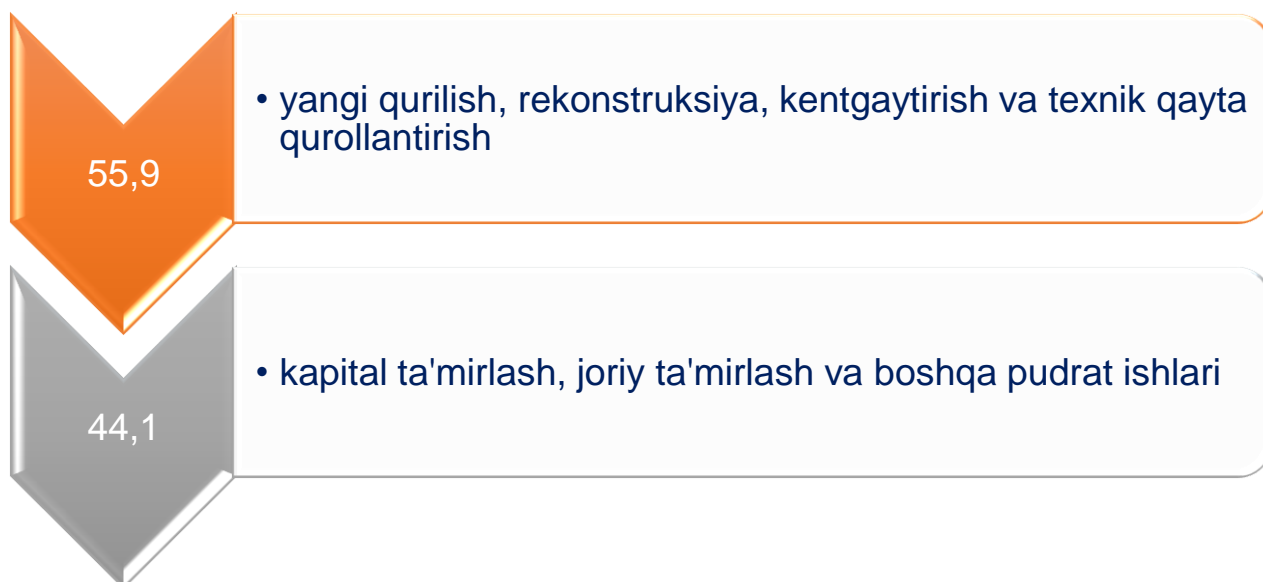 55,9
• yangi qurilish, rekonstruksiya, kentgaytirish va texnik qayta
qurollantirish
44,1
• kapital ta'mirlash, joriy ta'mirlash va boshqa pudrat ishlari